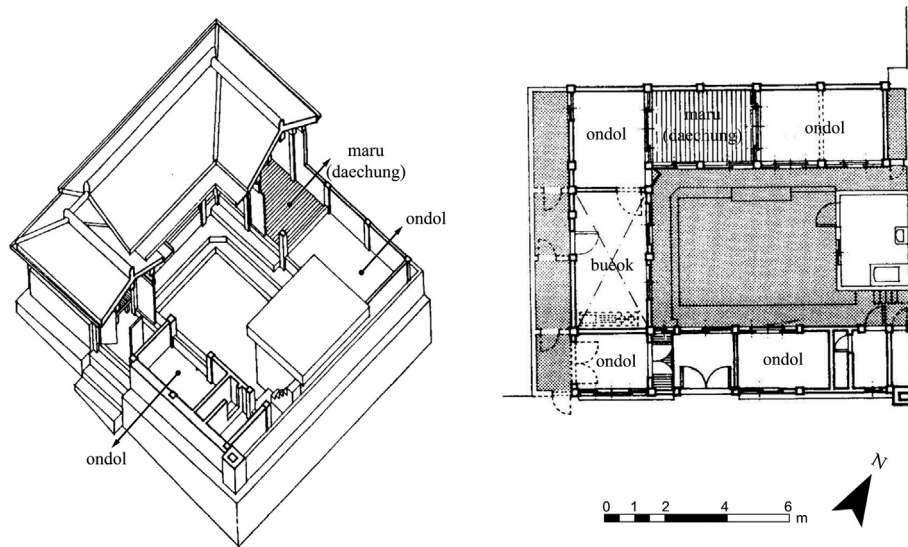 maru
(daechung)
ondol
ondol
ondol
maru
(daechung)
ondol
bueok
ondol
ondol
N
0 1 2 4 6
m